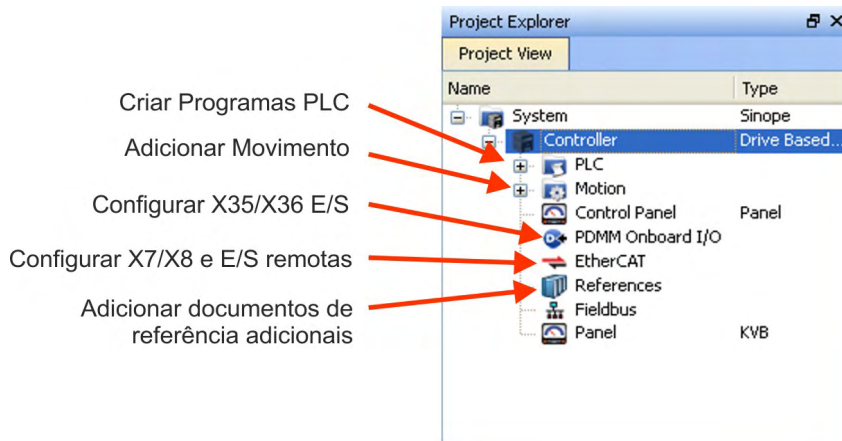 Project Explorer
Project View
Name Type
System Sinope
Controller Drive Based...
PLC
Motion
Control Panel Panel
PDMM Onboard I/O
EtherCAT
References
Fieldbus
Panel KVB
Criar Programas PLC
Adicionar Movimento
Configurar X35/X36 E/S
Configurar X7/X8 e E/S remotas
Adicionar documentos de
referência adicionais